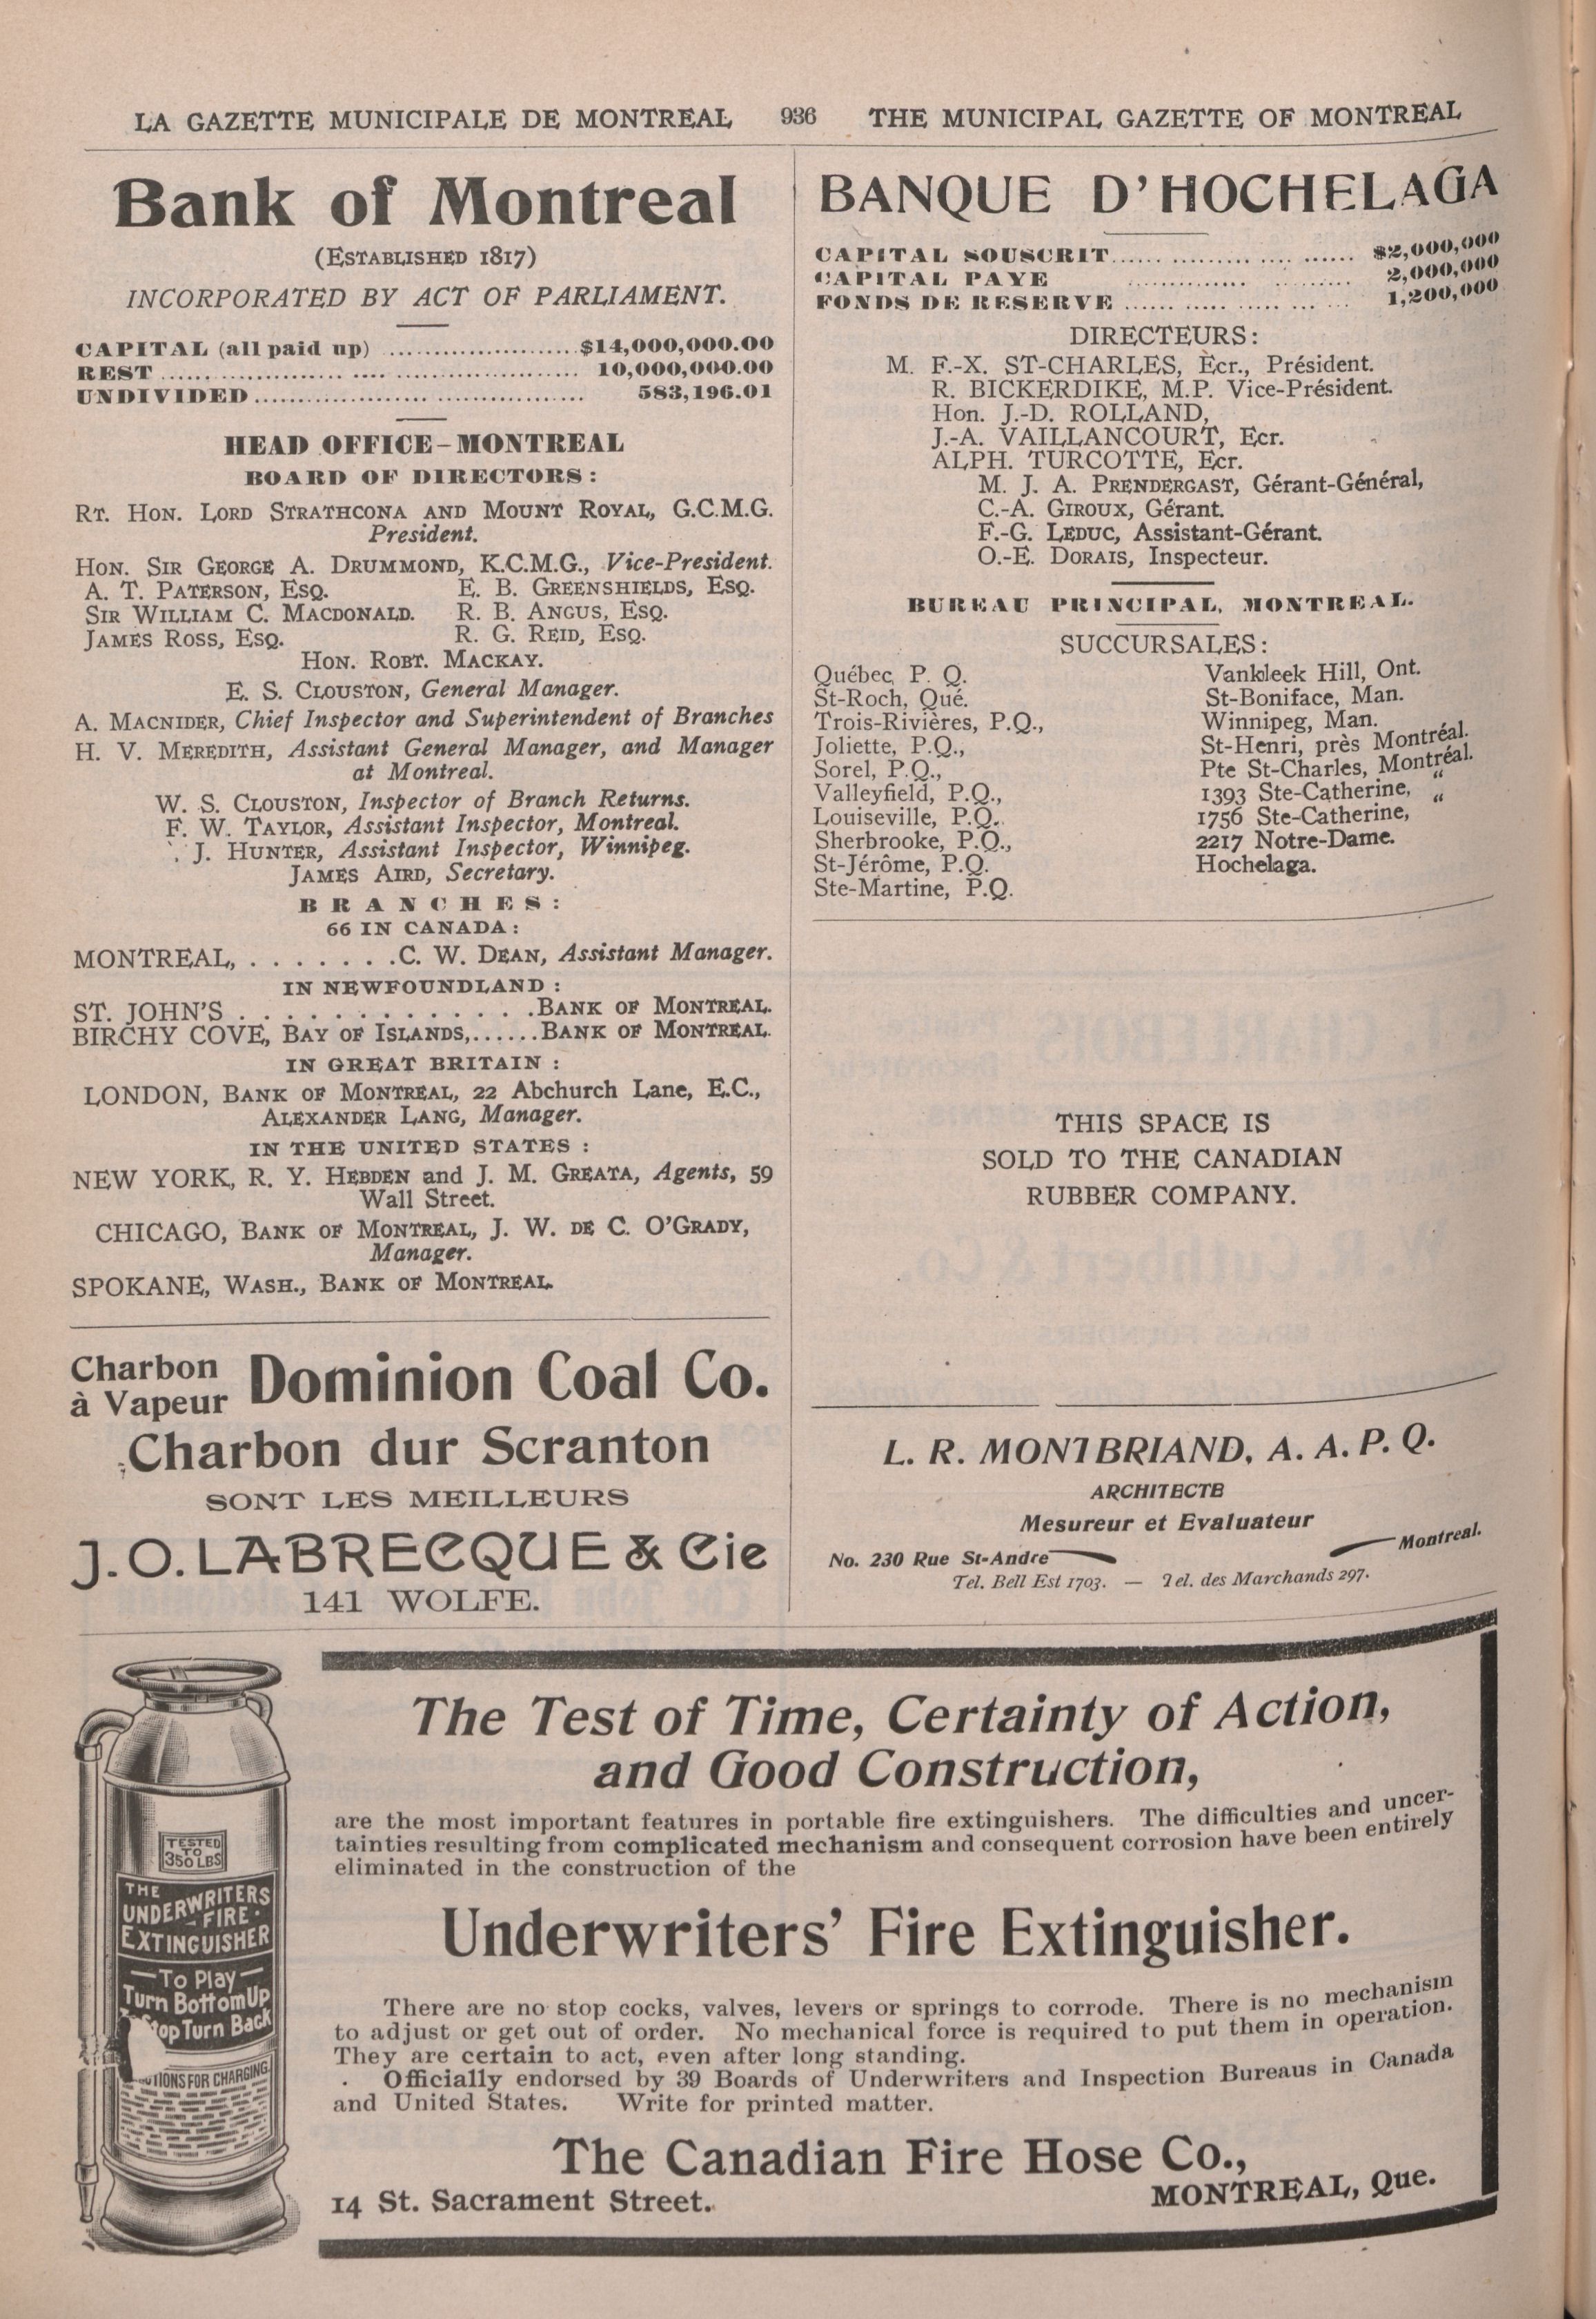 LA GAZETTE MUNICIPALE DE MONTREAL 936 THE MUNICIPAL GAZETTE OF MONTREAL
Bank of Montreal
(ESTABLISHED 1817)
INCORPORATED BY ACT OF PARLIAMENT.
CAPITAL (all paid up) ...................... $14,000,000.00
REST ...................... 10,000,000.00
UNDIVIDED ...................... 583,196.01
HEAD OFFICE-MONTREAL
BOARD OF DIRECTORS:
RT. HON. LORD STRATHCONA AND MOUNT ROYAL, G.C.M.G.
President.
HON. SIR GEORGE A. DRUMMOND, K.C.M.G., Vice-President.
A. T. PATERSON, ESQ. E. B. GREENSHIELDS, ESQ.
SIR WILLIAM C. MACDONALD. R. B. ANGUS, ESQ.
JAMES ROSS, ESQ. R. G. REID, ESQ.
HON. ROBT. MACKAY.
E. S. CLOUSTON, General Manager.
A. MACNIDER, Chief Inspector and Superintendent of Branches
H. V. MEREDITH, Assistant General Manager, and Manager
at Montreal.
W. S. CLOUSTON, Inspector of Branch Returns.
F. W. TAYLOR, Assistant Inspector, Montreal.
J. HUNTER, Assistant Inspector, Winnipeg.
JAMES AIRD, Secretary.
BRANCHES:
66 IN CANADA:
MONTREAL, . . . . . . . .C. W. DEAN, Assistant Manager.
IN NEWFOUNDLAND:
ST. JOHN'S . . . . . . . . . . . . . .BANK OF MONTREAL.
BIRCHY COVE, BAY OF ISLANDS,......BANK OF MONTREAL.
IN GREAT BRITAIN:
LONDON, BANK OF MONTREAL, 22 Abchurch Lane, E.C.,
ALEXANDER LANG, Manager.
IN THE UNITED STATES:
NEW YORK, R. Y. HEBDEN and J. M. GREATA, Agents, 59
Wall Street.
CHICAGO, BANK OF MONTREAL, J. W. DE C. O'GRADY,
Manager.
SPOKANE, WASH., BANK OF MONTREAL.
Charbon
à Vapeur Dominion Coal Co.
Charbon dur Scranton
SONT LES MEILLEURS
J. O. LABRECQUE & Cie
141 WOLFE.
BANQUE D'HOCHELAGA
CAPITAL SOUSCRIT...................... $2,000,000
CAPITAL PAYE ...................... 2,000,000
FONDS DE RESERVE ...................... 1,200,000
DIRECTEURS:
M. F.-X. ST-CHARLES, Ècr., Président.
R. BICKERDIKE, M.P. Vice-Président.
Hon. J.-D. ROLLAND,
J.-A. VAILLANCOURT, Ecr.
ALPH. TURCOTTE, Ecr.
M. J. A. PRENDERGAST, Gérant-Général,
C.-A. GIROUX, Gérant.
F.-G. LEDUC, Assistant-Gérant.
O.-E. DORAIS, Inspecteur.
BUREAU PRINCIPAL, MONTREAL.
SUCCURSALES:
Québec, P. Q. Vankleek Hill, Ont.
St-Roch, Qué. St-Boniface, Man.
Trois-Rivières, P.Q., Winnipeg, Man.
Joliette, P.Q., St-Henri, près Montréal.
Sorel, P.Q., Pte St-Charles, Montréal.
Valleyfield, P.Q., 1393 Ste-Catherine, "
Louiseville, P.Q. 1756 Ste-Catherine, "
Sherbrooke, P.Q., 2217 Notre-Dame.
St-Jérôme, P.Q. Hochelaga.
Ste-Martine, P.Q.
THIS SPACE IS
SOLD TO THE CANADIAN
RUBBER COMPANY.
L. R. MONTBRIAND, A. A. P. Q.
ARCHITECTE
Mesureur et Evaluateur
No. 230 Rue St-Andre Montreal.
Tel. Bell Est 1703. — Tel. des Marchands 297.
TESTED
TO
350 LBS
THE
UNDERWRITERS
FIRE
EXTINGUISHER
—To Play—
Turn Bottom Up
Stop Turn Back
FOR CHARGING
The Test of Time, Certainty of Action,
and Good Construction,
are the most important features in portable fire extinguishers. The difficulties and uncer-
tainties resulting from complicated mechanism and consequent corrosion have been entirely
eliminated in the construction of the
Underwriters' Fire Extinguisher.
There are no stop cocks, valves, levers or springs to corrode. There is no mechanism
to adjust or get out of order. No mechanical force is required to put them in operation.
They are certain to act, even after long standing.
Officially endorsed by 39 Boards of Underwriters and Inspection Bureaus in Canada
and United States. Write for printed matter.
The Canadian Fire Hose Co.,
14 St. Sacrament Street. MONTREAL, Que.